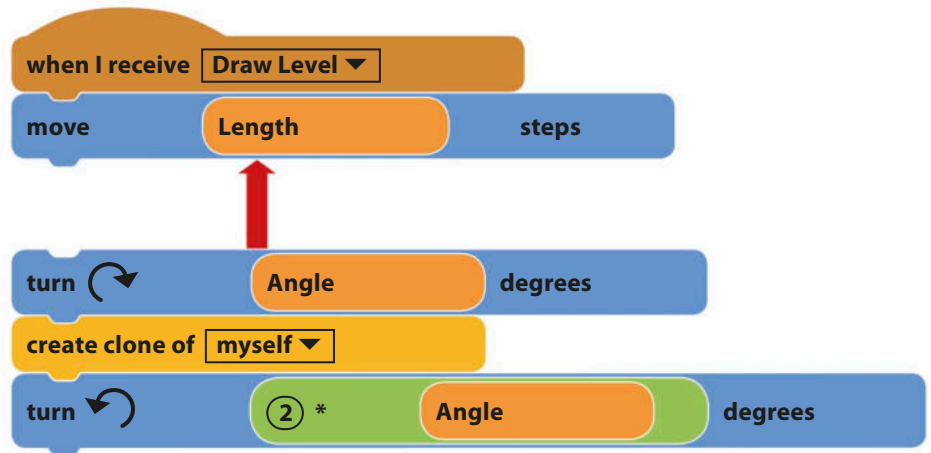 when I receive Draw Level
move Length steps
turn Angle degrees
create clone of myself
turn 2 * Angle degrees